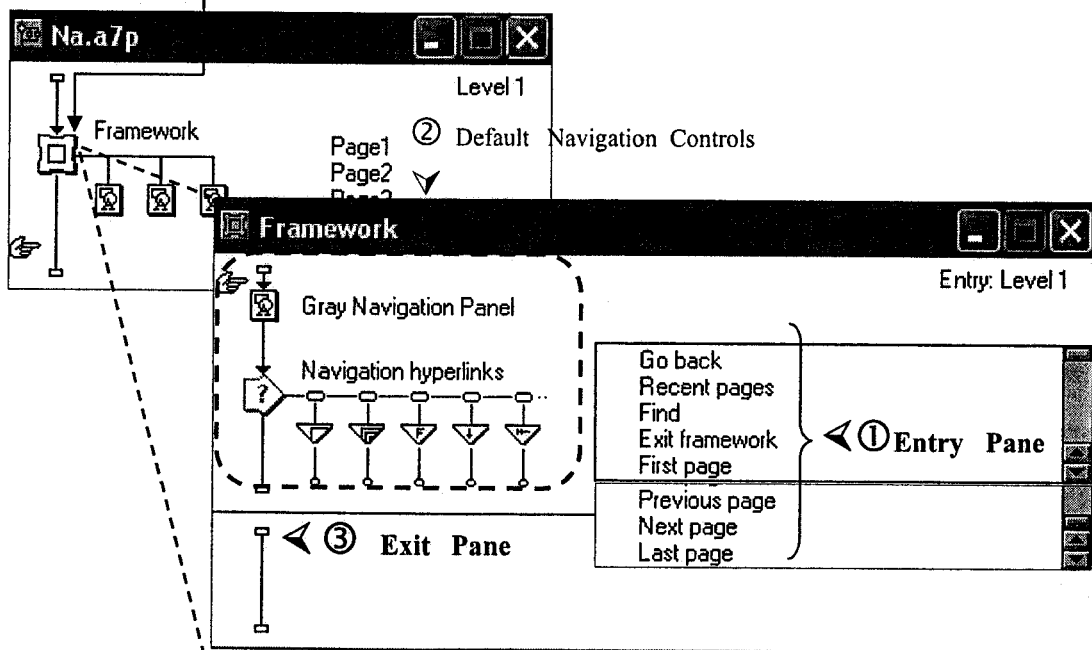 Na.a7p
Level 1
Framework
Page1
② Default Navigation Controls
Page2
Framework
Entry: Level 1
Gray Navigation Panel
Navigation hyperlinks
?
F
Go back
Recent pages
Find
Exit framework
First page
① Entry Pane
Previous page
Next page
Last page
③ Exit Pane